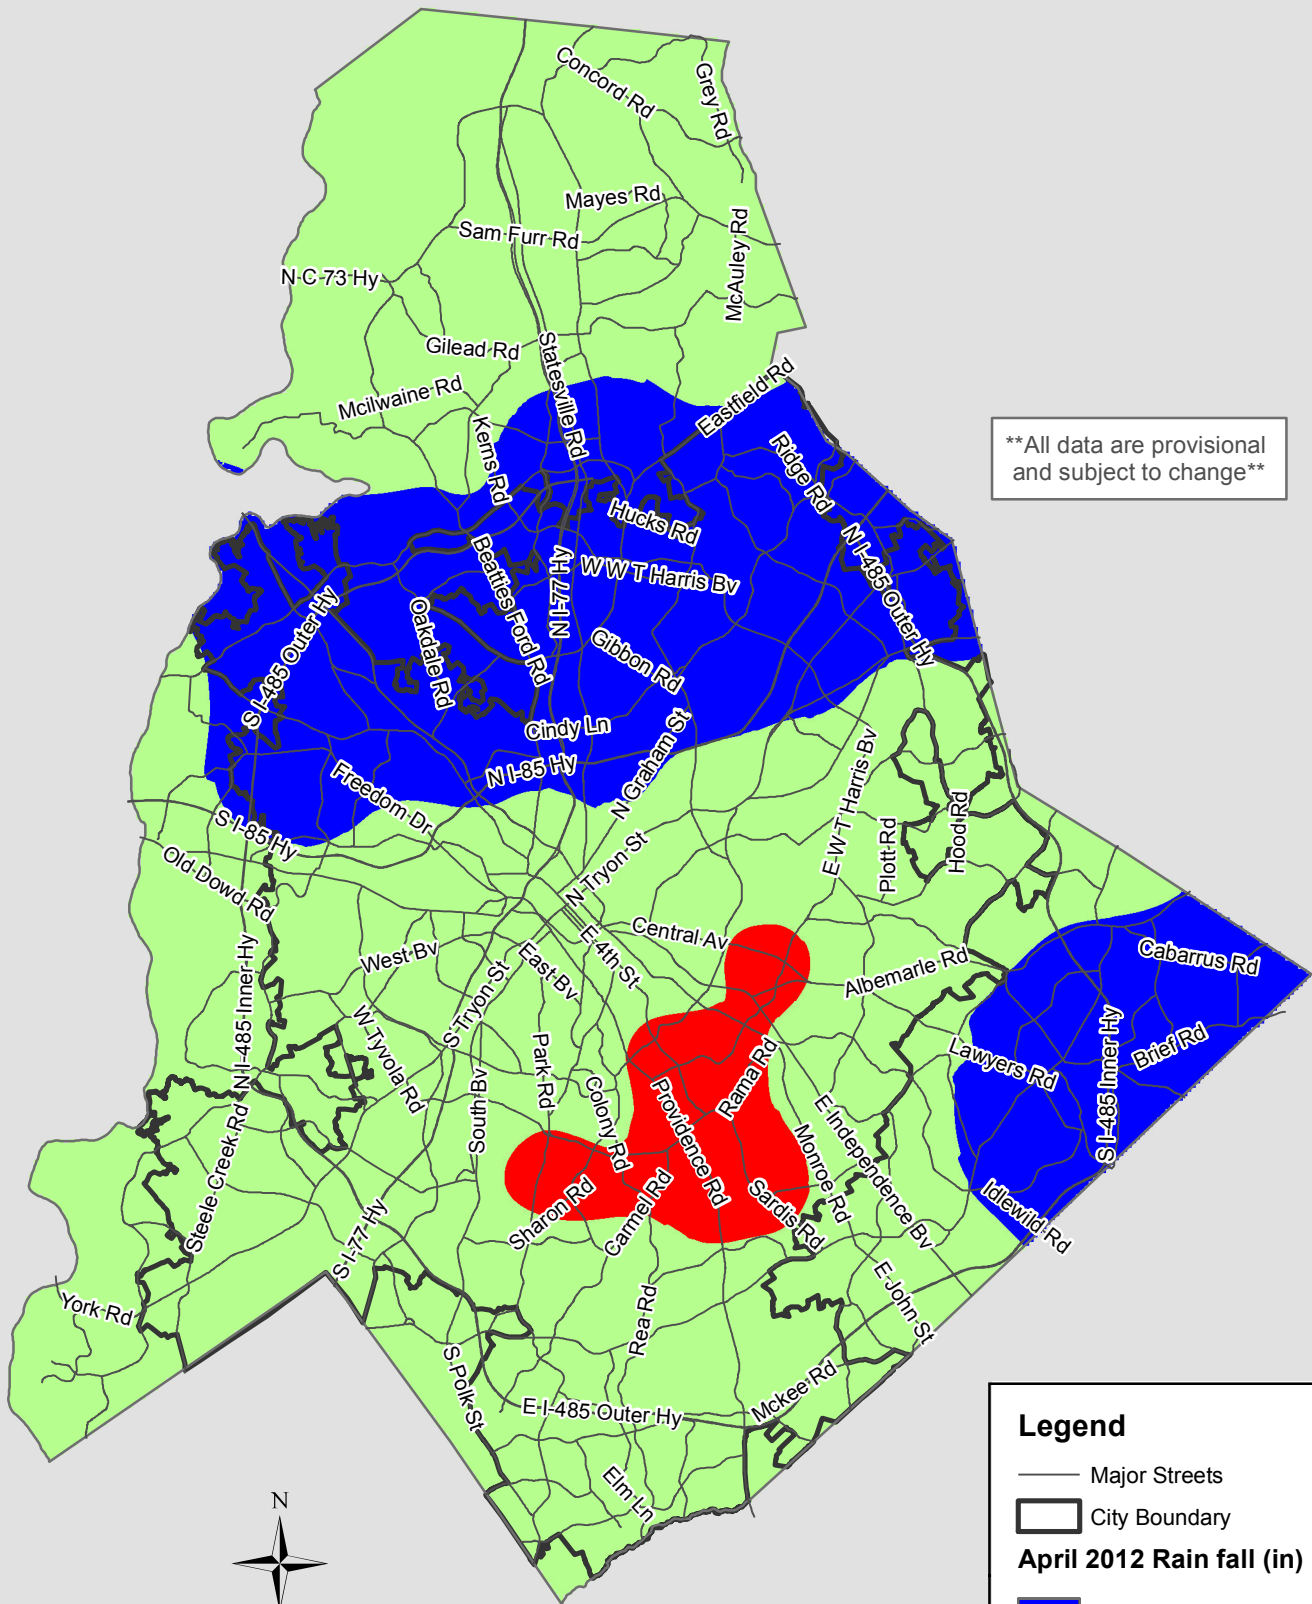 Concord Rd
Grey Rd
Mayes Rd
Sam Furr Rd
McAuley Rd
N C 73 Hy
Gilead Rd
Statesville Rd
Mcilwaine Rd
Eastfield Rd
Kerns Rd
Ridge Rd
**All data are provisional
and subject to change**
Hucks Rd
N I-485 Outer Hy
Beatties Ford Rd
N I-77 Hy
W W T Harris Bv
S I-485 Outer Hy
Oakdale Rd
Gibbon Rd
Cindy Ln
N Graham St
N I-85 Hy
Freedom Dr
E W T Harris Bv
S I-85 Hy
Plott Rd
Hood Rd
Old Dowd Rd
N Tryon St
Central Av
E 4th St
West Bv
East Bv
Albemarle Rd
Cabarrus Rd
N I-485 Inner Hy
S Tryon St
W Tyvola Rd
Park Rd
South Bv
Colony Rd
Rama Rd
Lawyers Rd
S I-485 Inner Hy
Brief Rd
Providence Rd
E Independence Bv
Monroe Rd
Steele Creek Rd
Sharon Rd
Carmel Rd
Sardis Rd
Idlewild Rd
S I-77 Hy
York Rd
Rea Rd
E John St
S Polk St
E I-485 Outer Hy
Mckee Rd
Elm Ln
N
Legend
Major Streets
City Boundary
April 2012 Rain fall (in)